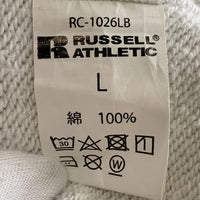 RC-1026LB
R RUSSELL
ATHLETIC
L
綿 100%
30
W